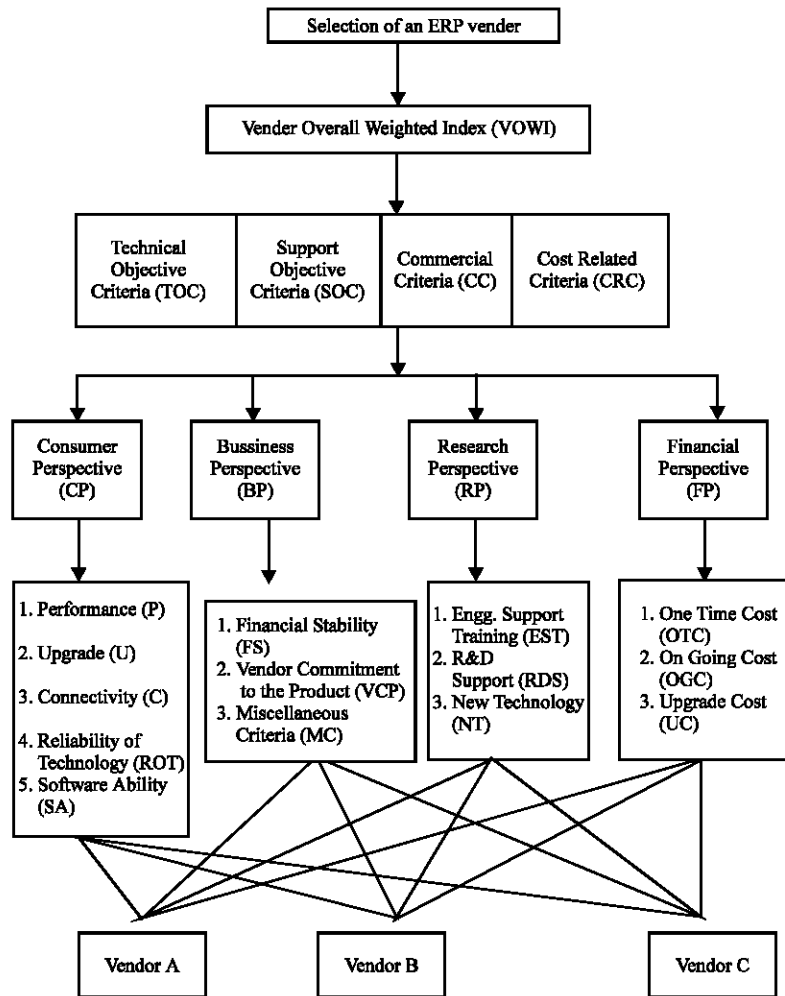 Selection of an ERP vender
Vender Overall Weighted Index (VOWI)
Technical
Objective
Criteria (TOC)
Support
Objective
Criteria (SOC)
Commercial
Criteria (CC)
Cost Related
Criteria (CRC)
Consumer
Perspective
(CP)
Bussiness
Perspective
(BP)
Research
Perspective
(RP)
Financial
Perspective
(FP)
1. Performance (P)
2. Upgrade (U)
3. Connectivity (C)
4. Reliability of
Technology (ROT)
5. Software Ability
(SA)
1. Financial Stability
(FS)
2. Vendor Commitment
to the Product (VCP)
3. Miscellaneous
Criteria (MC)
1. Engg. Support
Training (EST)
2. R&D
Support (RDS)
3. New Technology
(NT)
1. One Time Cost
(OTC)
2. On Going Cost
(OGC)
3. Upgrade Cost
(UC)
Vendor A
Vendor B
Vendor C